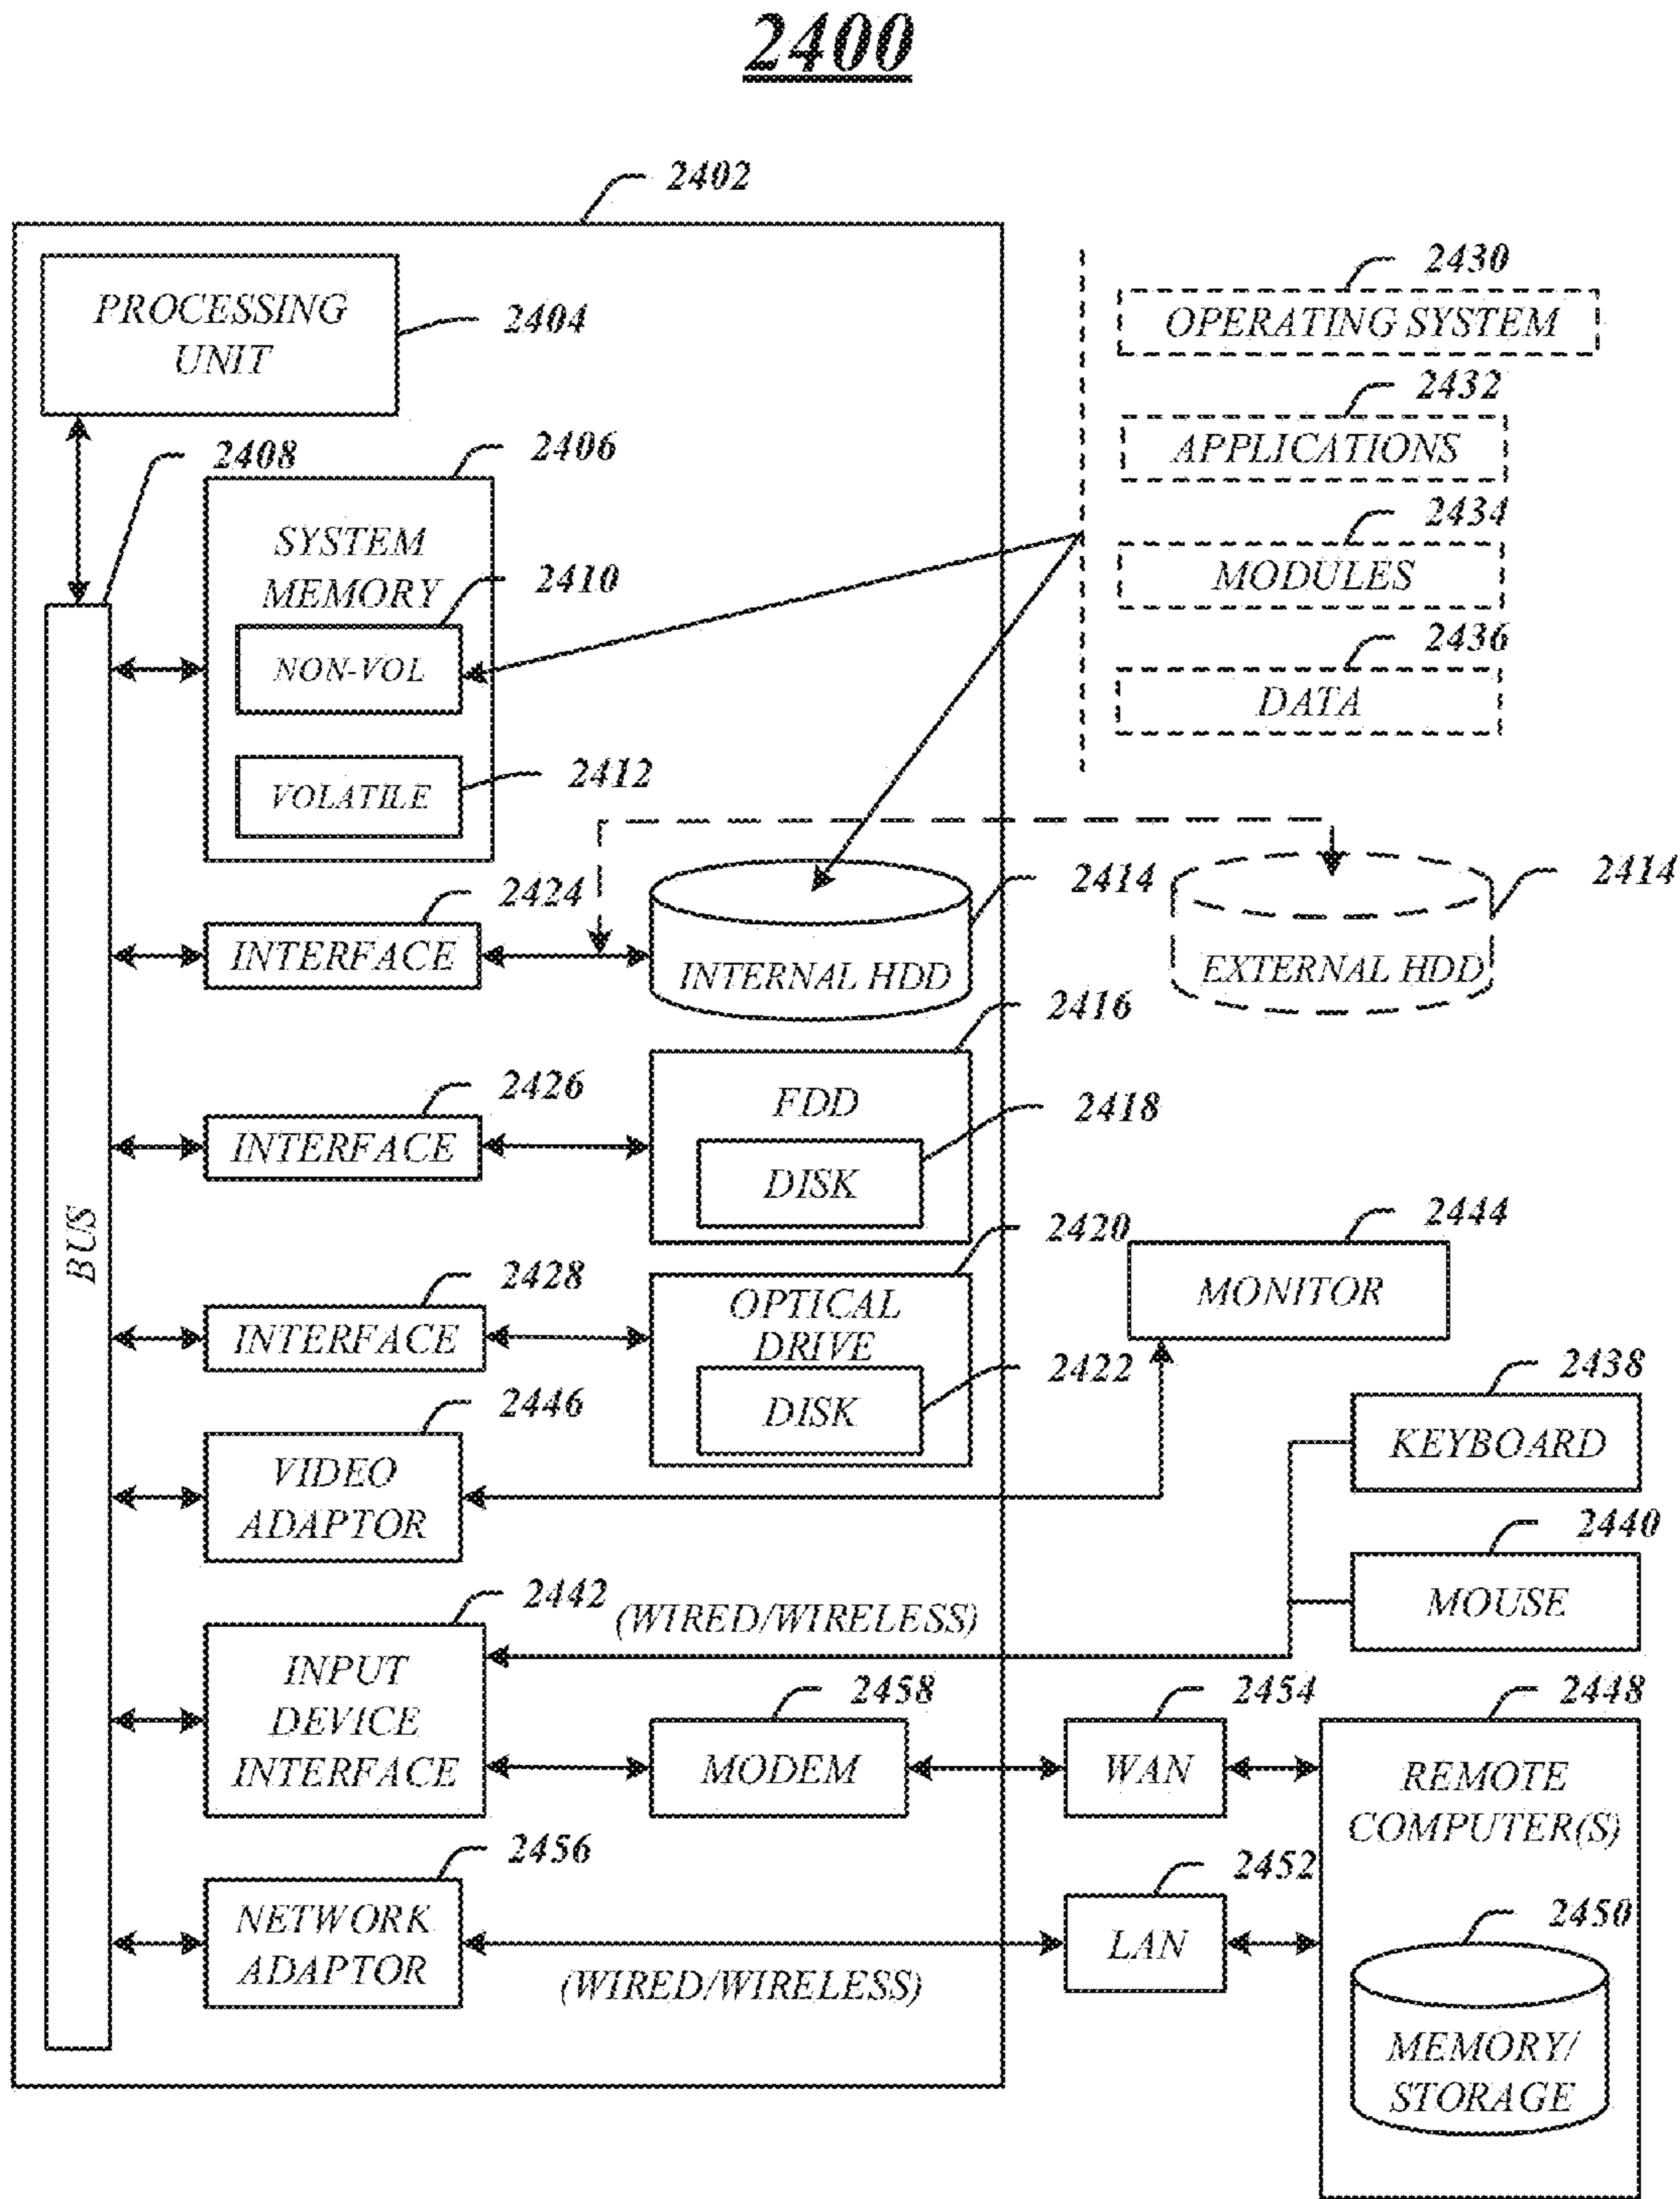 2400
2402
PROCESSING
UNIT
2404
2430
OPERATING SYSTEM
2432
APPLICATIONS
2434
MODULES
2436
DATA
2408
2406
SYSTEM
MEMORY
2410
NON-VOL
VOLATILE
2412
2424
INTERFACE
INTERNAL HDD
2414
EXTERNAL HDD
2414
2426
INTERFACE
2416
FDD
DISK
2418
BUS
2428
INTERFACE
2420
OPTICAL
DRIVE
DISK
2422
2444
MONITOR
2438
KEYBOARD
2446
VIDEO
ADAPTOR
2440
MOUSE
2442
(WIRED/WIRELESS)
INPUT
DEVICE
INTERFACE
2458
MODEM
2454
WAN
2448
REMOTE
COMPUTER(S)
2456
NETWORK
ADAPTOR
(WIRED/WIRELESS)
2452
LAN
2450
MEMORY/
STORAGE